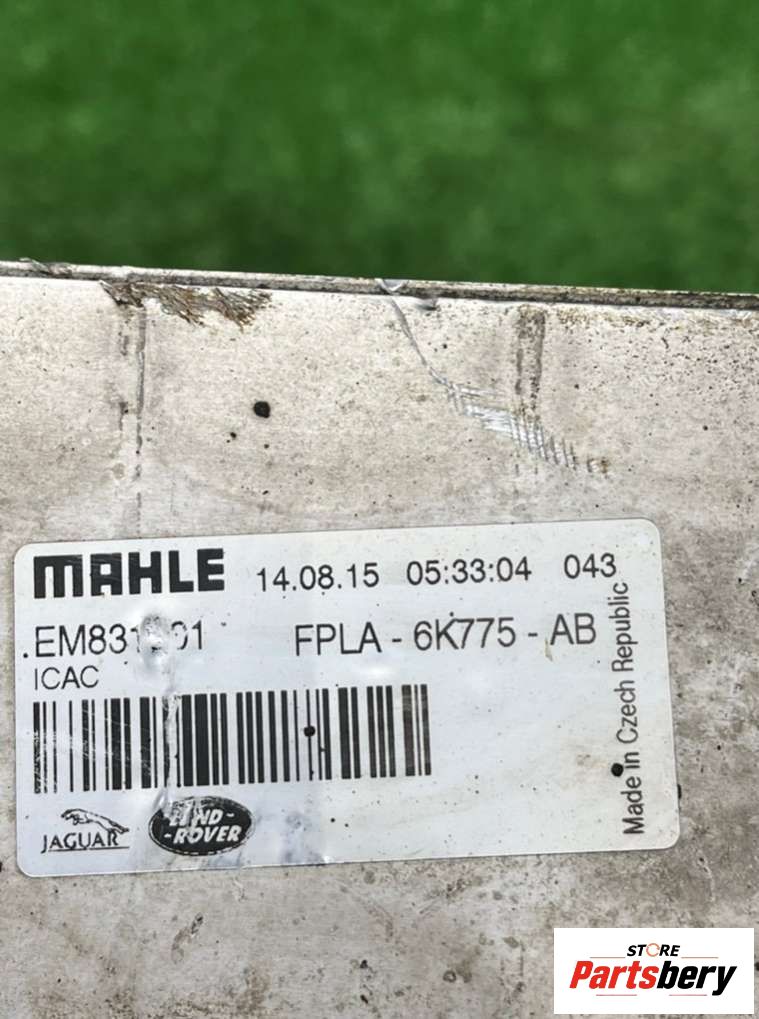 MAHLE 14.08.15 05:33:04 043
FPLA - 6K775 - AB
ICAC
Made in Czech Republic
JAGUAR
LAND-
-ROVER
STORE
Partsbery